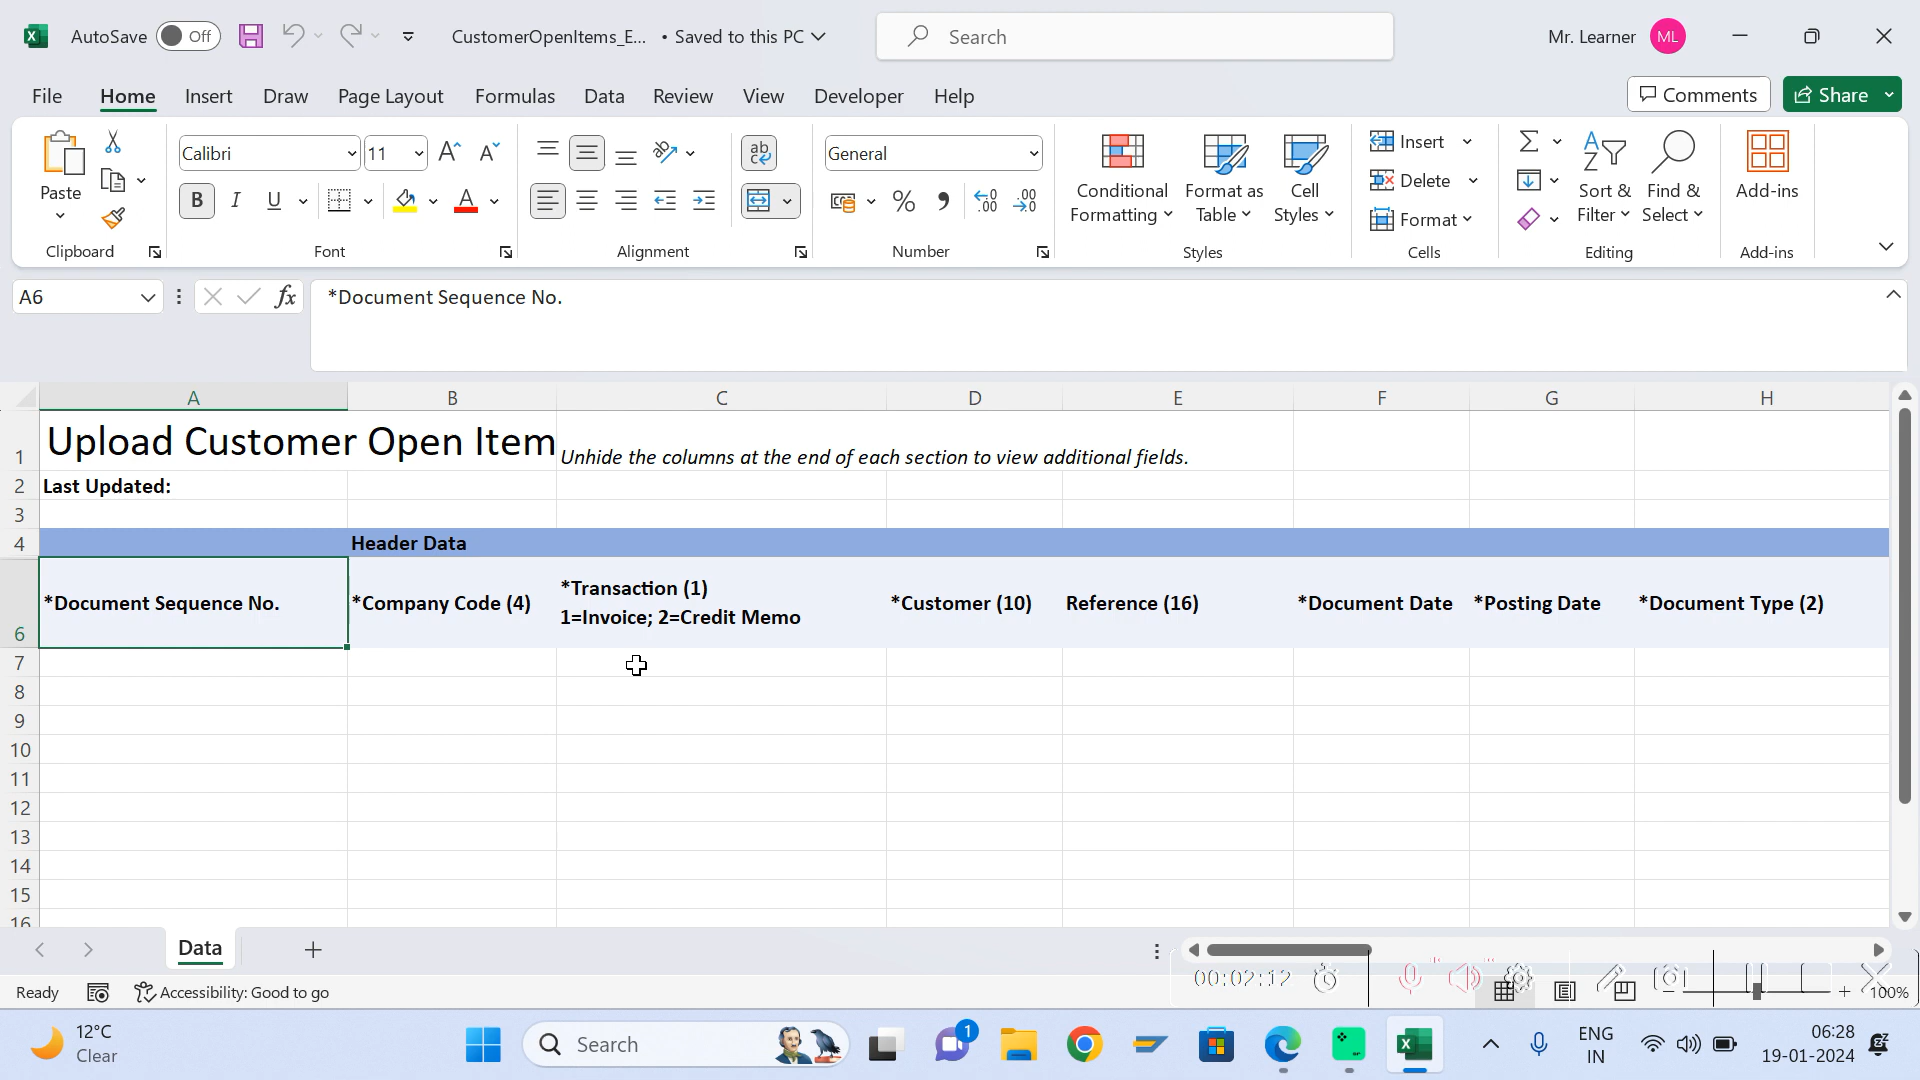 AutoSave Off CustomerOpenItems_E... • Saved to this PC Search Mr. Learner ML
File Home Insert Draw Page Layout Formulas Data Review View Developer Help Comments Share
Paste
Clipboard
Calibri 11
B I U A
Font
ab
Alignment
General
% , .00
Number
Conditional Formatting
Format as Table
Cell Styles
Styles
Insert
Delete
Format
Cells
Sort & Filter
Find & Select
Editing
Add-ins
Add-ins
A6 fx *Document Sequence No.
A B C D E F G H
1 Upload Customer Open Item Unhide the columns at the end of each section to view additional fields.
2 Last Updated:
3
4 Header Data
6 *Document Sequence No. *Company Code (4) *Transaction (1) 1=Invoice; 2=Credit Memo *Customer (10) Reference (16) *Document Date *Posting Date *Document Type (2)
7
8
9
10
11
12
13
14
15
16
Data
00:02:12
Ready Accessibility: Good to go 100%
12°C
Clear
Search
1
ENG
IN
06:28
19-01-2024